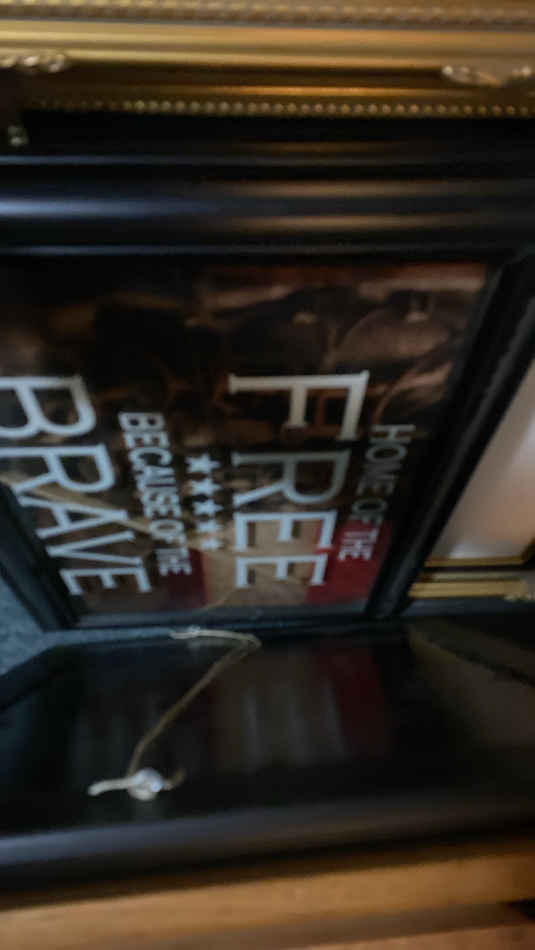 HOME OF THE
FREE
★★★★★
BECAUSE OF THE
BRAVE